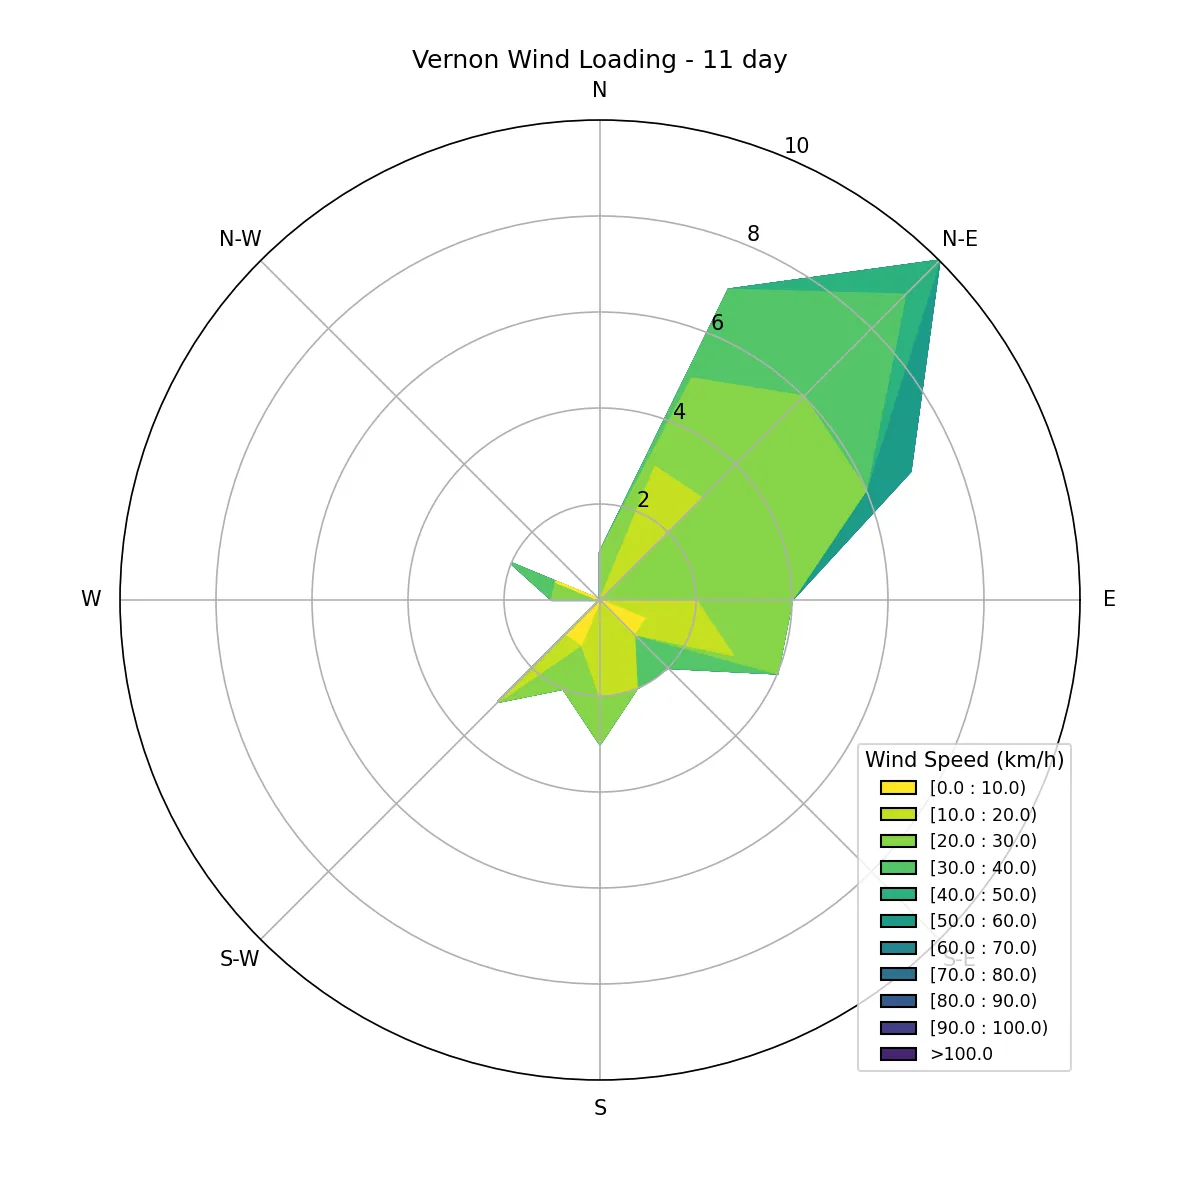 Vernon Wind Loading - 11 day
N
10
8
N-W
N-E
6
4
2
W
E
Wind Speed (km/h)
[0.0 : 10.0)
[10.0 : 20.0)
[20.0 : 30.0)
[30.0 : 40.0)
[40.0 : 50.0)
[50.0 : 60.0)
[60.0 : 70.0)
[70.0 : 80.0)
[80.0 : 90.0)
[90.0 : 100.0)
>100.0
S-W
S-E
S